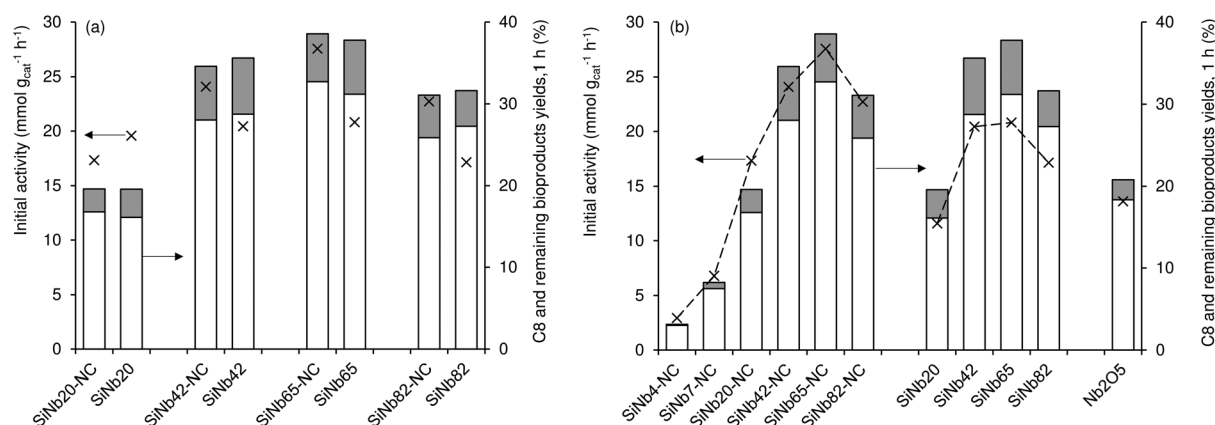 (a)
Initial activity (mmol gcat⁻¹ h⁻¹)
30
25
20
15
10
5
0
40
30
20
10
0
C8 and remaining bioproducts yields,1 h (%)
SiNb20-NC
SiNb20
SiNb42-NC
SiNb42
SiNb65-NC
SiNb65
SiNb82-NC
SiNb82
(b)
Initial activity (mmol gcat⁻¹ h⁻¹)
30
25
20
15
10
5
0
40
30
20
10
0
C8 and remaining bioproducts yields, 1 h (%)
SiNb4-NC
SiNb7-NC
SiNb20-NC
SiNb42-NC
SiNb65-NC
SiNb82-NC
SiNb20
SiNb42
SiNb65
SiNb82
Nb2O5